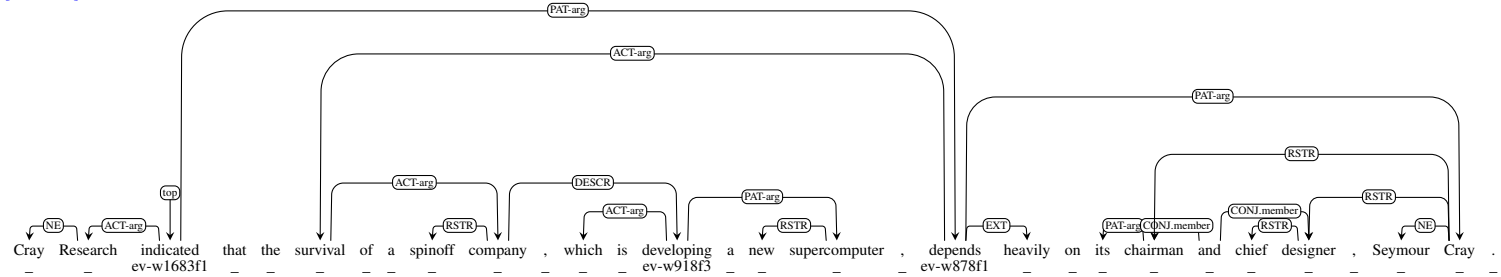 PAT-arg
ACT-arg
PAT-arg
RSTR
ACT-arg DESCR
top PAT-arg RSTR
ACT-arg CONJ.member
NE ACT-arg RSTR RSTR EXT PAT-arg CONJ.member RSTR NE
Cray Research indicated that the survival of a spinoff company , which is developing a new supercomputer , depends heavily on its chairman and chief designer , Seymour Cray .
_ _ ev-w1683f1 _ _ _ _ _ _ _ _ _ _ ev-w918f3 _ _ _ _ ev-w878f1 _ _ _ _ _ _ _ _ _ _ _